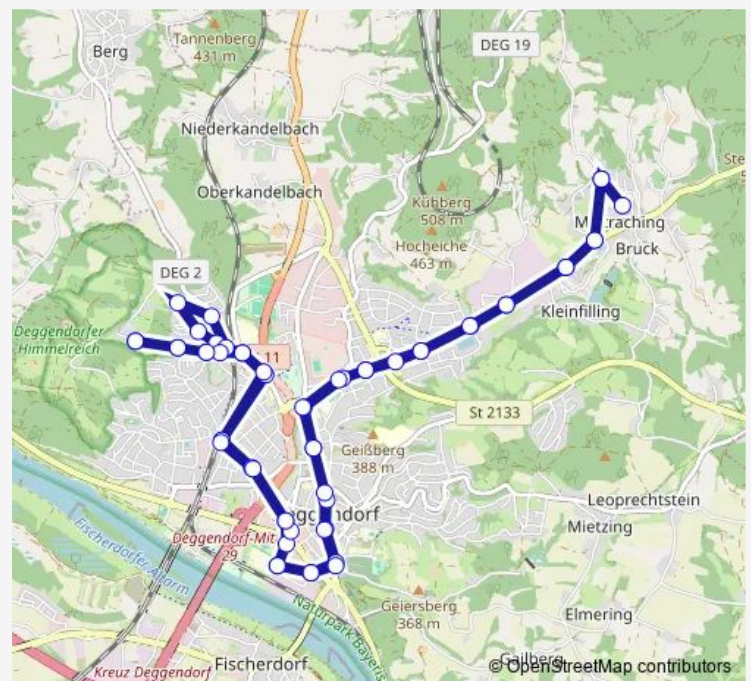 Berg
Tannenberg
431 m
DEG 19
Niederkandelbach
Oberkandelbach
Kühberg
508 m
Hocheiche
463 m
Bruck
DEG 2
Kleinfilling
Deggendorfer
Himmelreich
11
St 2133
Geißberg
388 m
Leoprechtstein
Mietzing
Deggendorf-Mit
29
Fischerdorfer Altarm
Geiersberg
368 m
Elmering
Naturpark Bayeris
Fischerdorf
Kreuz Deggendorf
© OpenStreetMap contributors